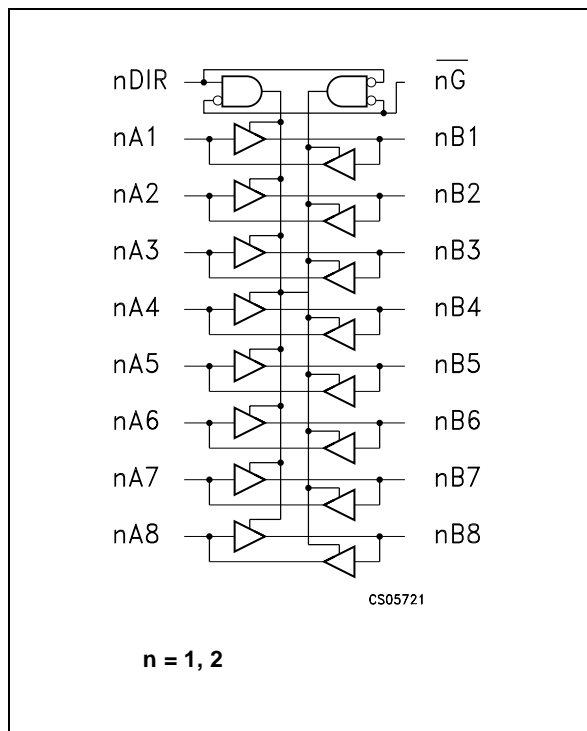 nDIR nG̅
nA1 nB1
nA2 nB2
nA3 nB3
nA4 nB4
nA5 nB5
nA6 nB6
nA7 nB7
nA8 nB8
CS05721
n = 1, 2